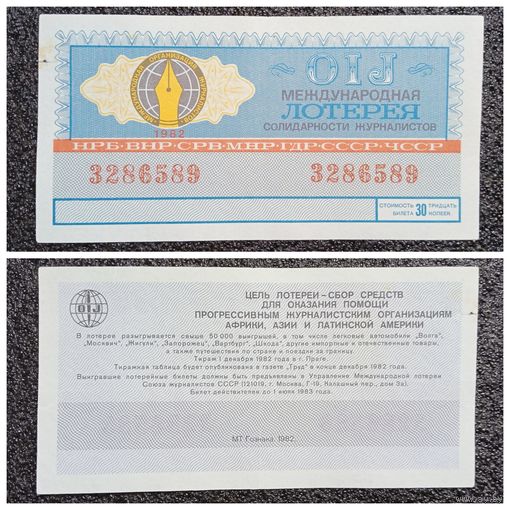 OIJ
МЕЖДУНАРОДНАЯ
ЛОТЕРЕЯ
СОЛИДАРНОСТИ ЖУРНАЛИСТОВ
МЕЖДУНАРОДНАЯ ОРГАНИЗАЦИЯ ЖУРНАЛИСТОВ
1982
НРБ·ВНР·СРВ·МНР·ГДР·СССР·ЧССР
3286589 3286589
СТОИМОСТЬ БИЛЕТА 30 ТРИДЦАТЬ КОПЕЕК
OIJ
ЦЕЛЬ ЛОТЕРЕИ – СБОР СРЕДСТВ
ДЛЯ ОКАЗАНИЯ ПОМОЩИ
ПРОГРЕССИВНЫМ ЖУРНАЛИСТСКИМ ОРГАНИЗАЦИЯМ
АФРИКИ, АЗИИ И ЛАТИНСКОЙ АМЕРИКИ
В лотерее разыгрывается свыше 50 000 выигрышей, в том числе легковые автомобили „Волга",
„Москвич", „Жигули", „Запорожец", „Вартбург", „Шкода", другие импортные и отечественные товары,
а также путешествия по стране и поездки за границу.
Тираж 1 декабря 1982 года в г. Праге.
Тиражная таблица будет опубликована в газете „Труд" в конце декабря 1982 года.
Выигравшие лотерейные билеты должны быть предъявлены в Управление Международной лотереи
Союза журналистов СССР (121019, г. Москва, Г-19, Калашный пер., дом 3а).
Билет действителен до 1 июля 1983 года.
МТ Гознака. 1982.